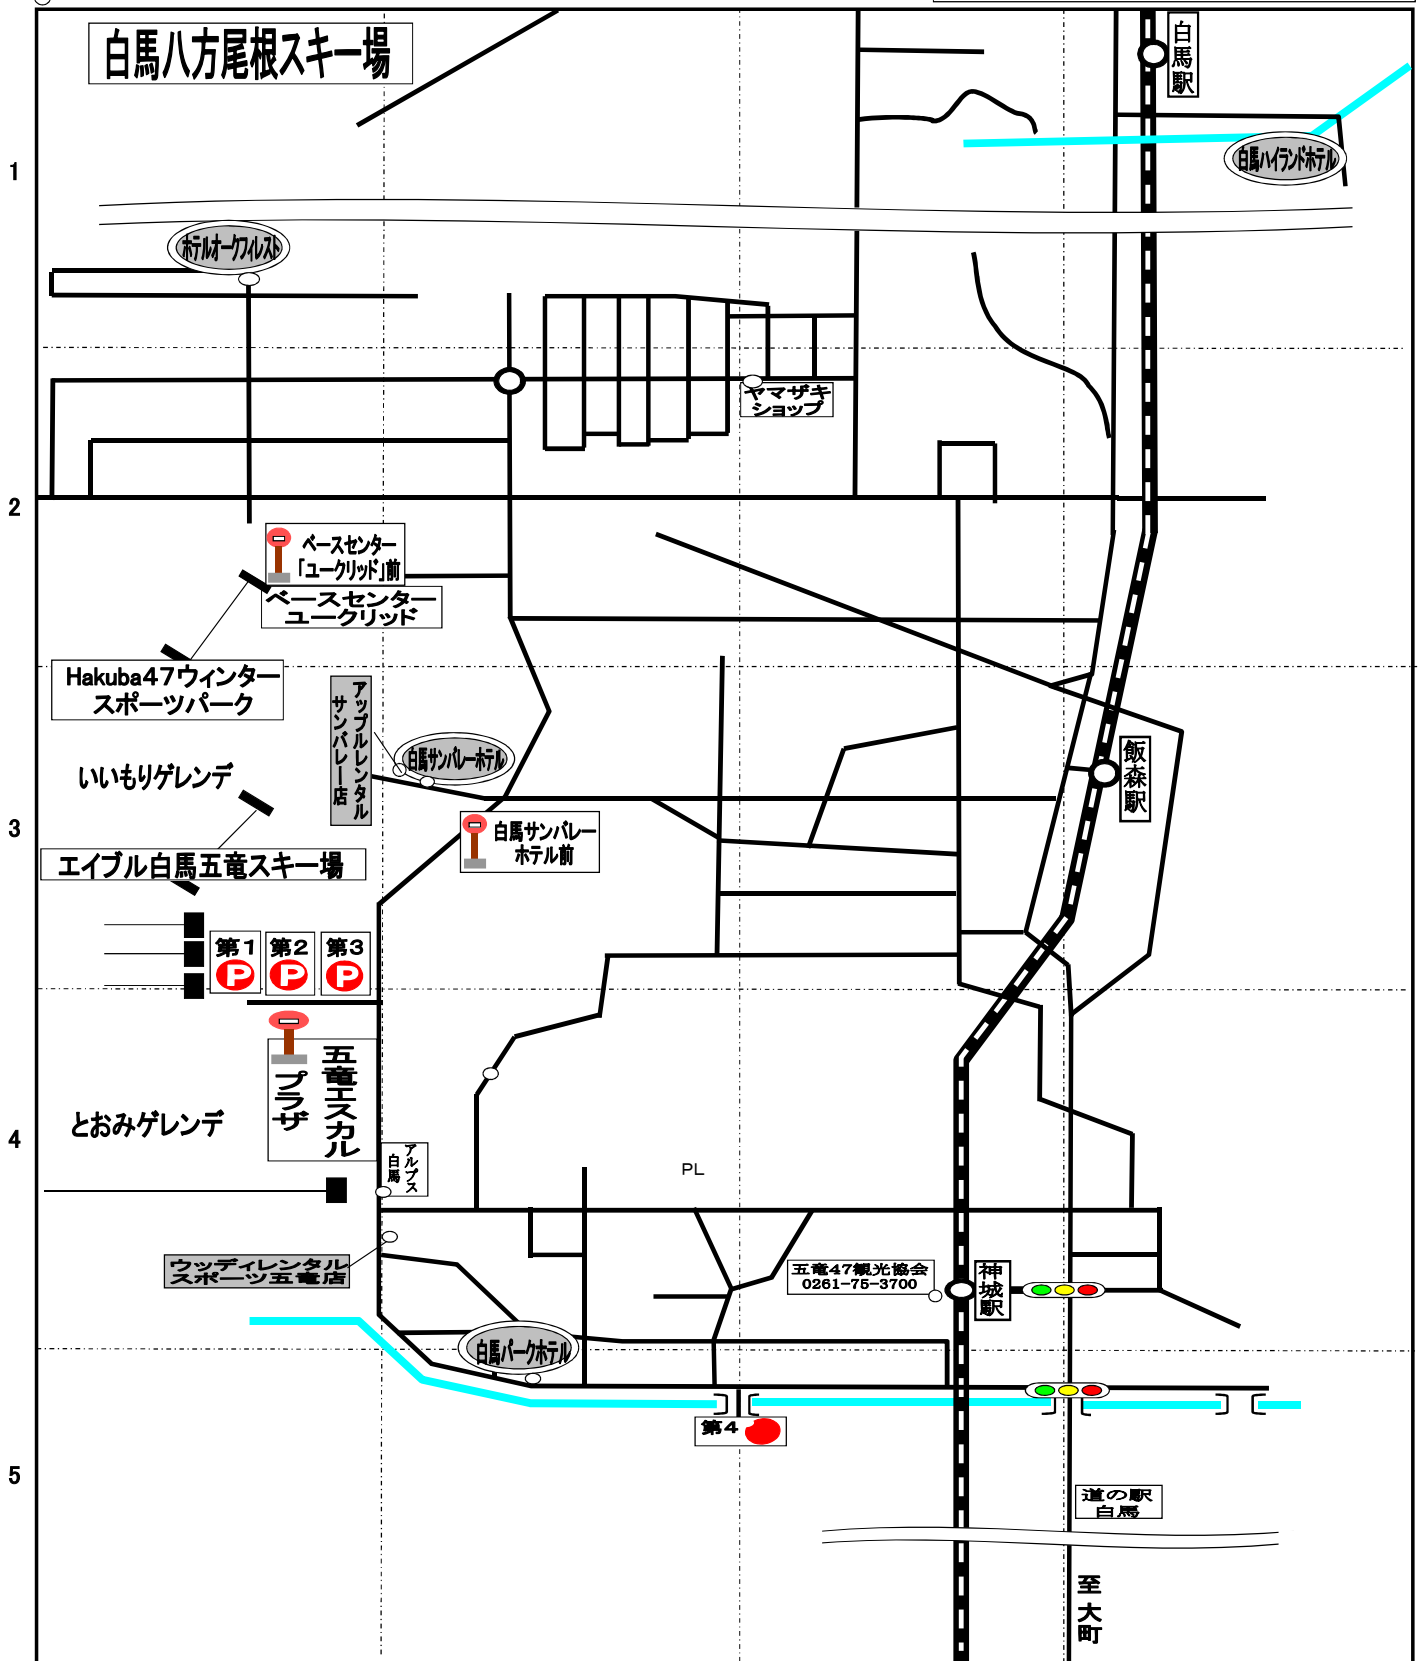 白馬八方尾根スキー場
白馬駅
1
白馬ハイランドホテル
ホテルオークフォレスト
ヤマザキ
ショップ
2
ベースセンター
「ユークリッド」前
ベースセンター
ユークリッド
Hakuba47ウィンター
スポーツパーク
アップルレンタル
サンバレー店
白馬サンバレーホテル
いいもりゲレンデ
飯森駅
3
白馬サンバレー
ホテル前
エイブル白馬五竜スキー場
第1
P
第2
P
第3
P
五竜エスカル
プラザ
とおみゲレンデ
4
アルプス
白馬
PL
ウッディレンタル
スポーツ五竜店
五竜47観光協会
0261-75-3700
神城駅
白馬パークホテル
第4
5
道の駅
白馬
至大町